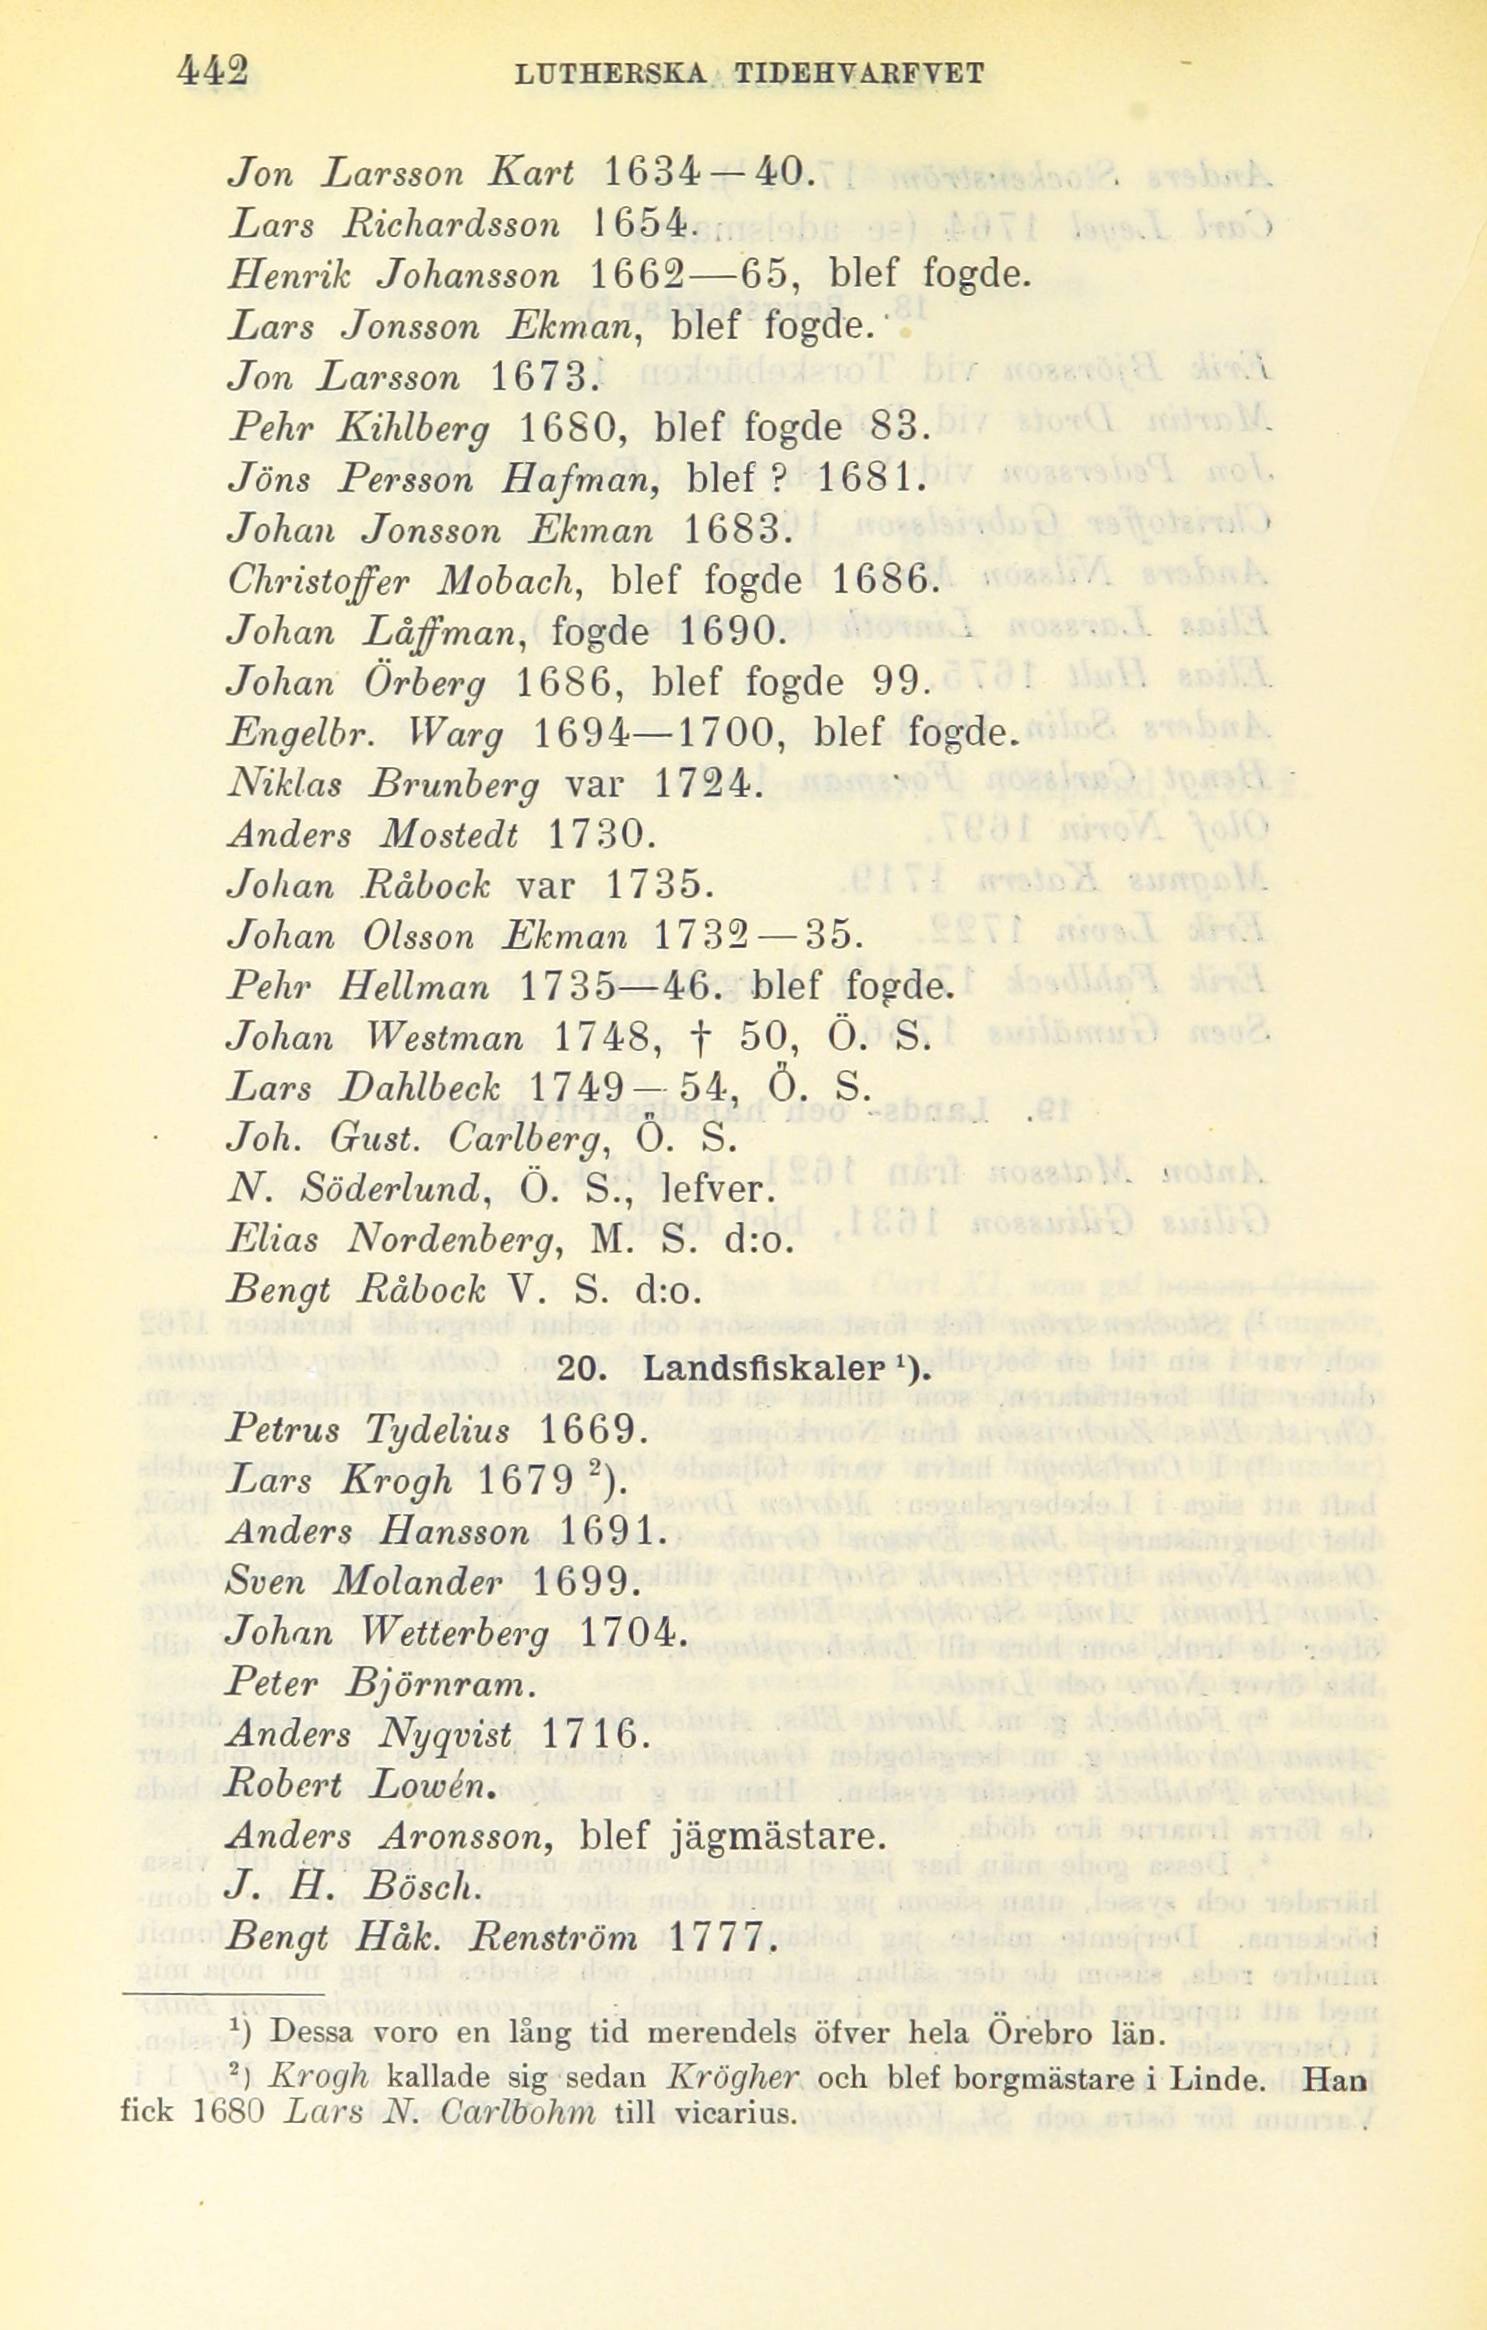 442 LUTHERSKA TIDEHVARFVET
Jon Larsson Kart 1634—40.
Lars Richardsson 1654.
Henrik Johansson 1662—65, blef fogde.
Lars Jonsson Ekman, blef fogde.
Jon Larsson 1673.
Pehr Kihlberg 1680, blef fogde 83.
Jöns Persson Hafman, blef ? 1681.
Johan Jonsson Ekman 1683.
Christoffer Mobach, blef fogde 1686.
Johan Låffman, fogde 1690.
Johan Örberg 1686, blef fogde 99.
Engelbr. Warg 1694—1700, blef fogde.
Niklas Brunberg var 1724.
Anders Mostedt 1730.
Johan Råbock var 1735.
Johan Olsson Ekman 1732—35.
Pehr Hellman 1735—46. blef fogde.
Johan Westman 1748, † 50, Ö. S.
Lars Dahlbeck 1749—54, Ö. S.
Joh. Gust. Carlberg, Ö. S.
N. Söderlund, Ö. S., lefver.
Elias Nordenberg, M. S. d:o.
Bengt Råbock V. S. d:o.
20. Landsfiskaler ¹).
Petrus Tydelius 1669.
Lars Krogh 1679 ²).
Anders Hansson 1691.
Sven Molander 1699.
Johan Wetterberg 1704.
Peter Björnram.
Anders Nyqvist 1716.
Robert Lowén.
Anders Aronsson, blef jägmästare.
J. H. Bösch.
Bengt Håk. Renström 1777.
¹) Dessa voro en lång tid merendels öfver hela Örebro län.
²) Krogh kallade sig sedan Krögher och blef borgmästare i Linde. Han
fick 1680 Lars N. Carlbohm till vicarius.